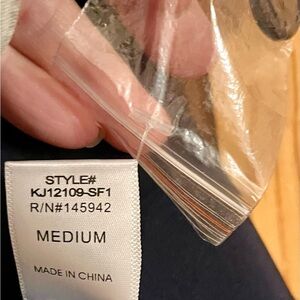 STYLE#
KJ12109-SF1
R/N#145942
MEDIUM
MADE IN CHINA